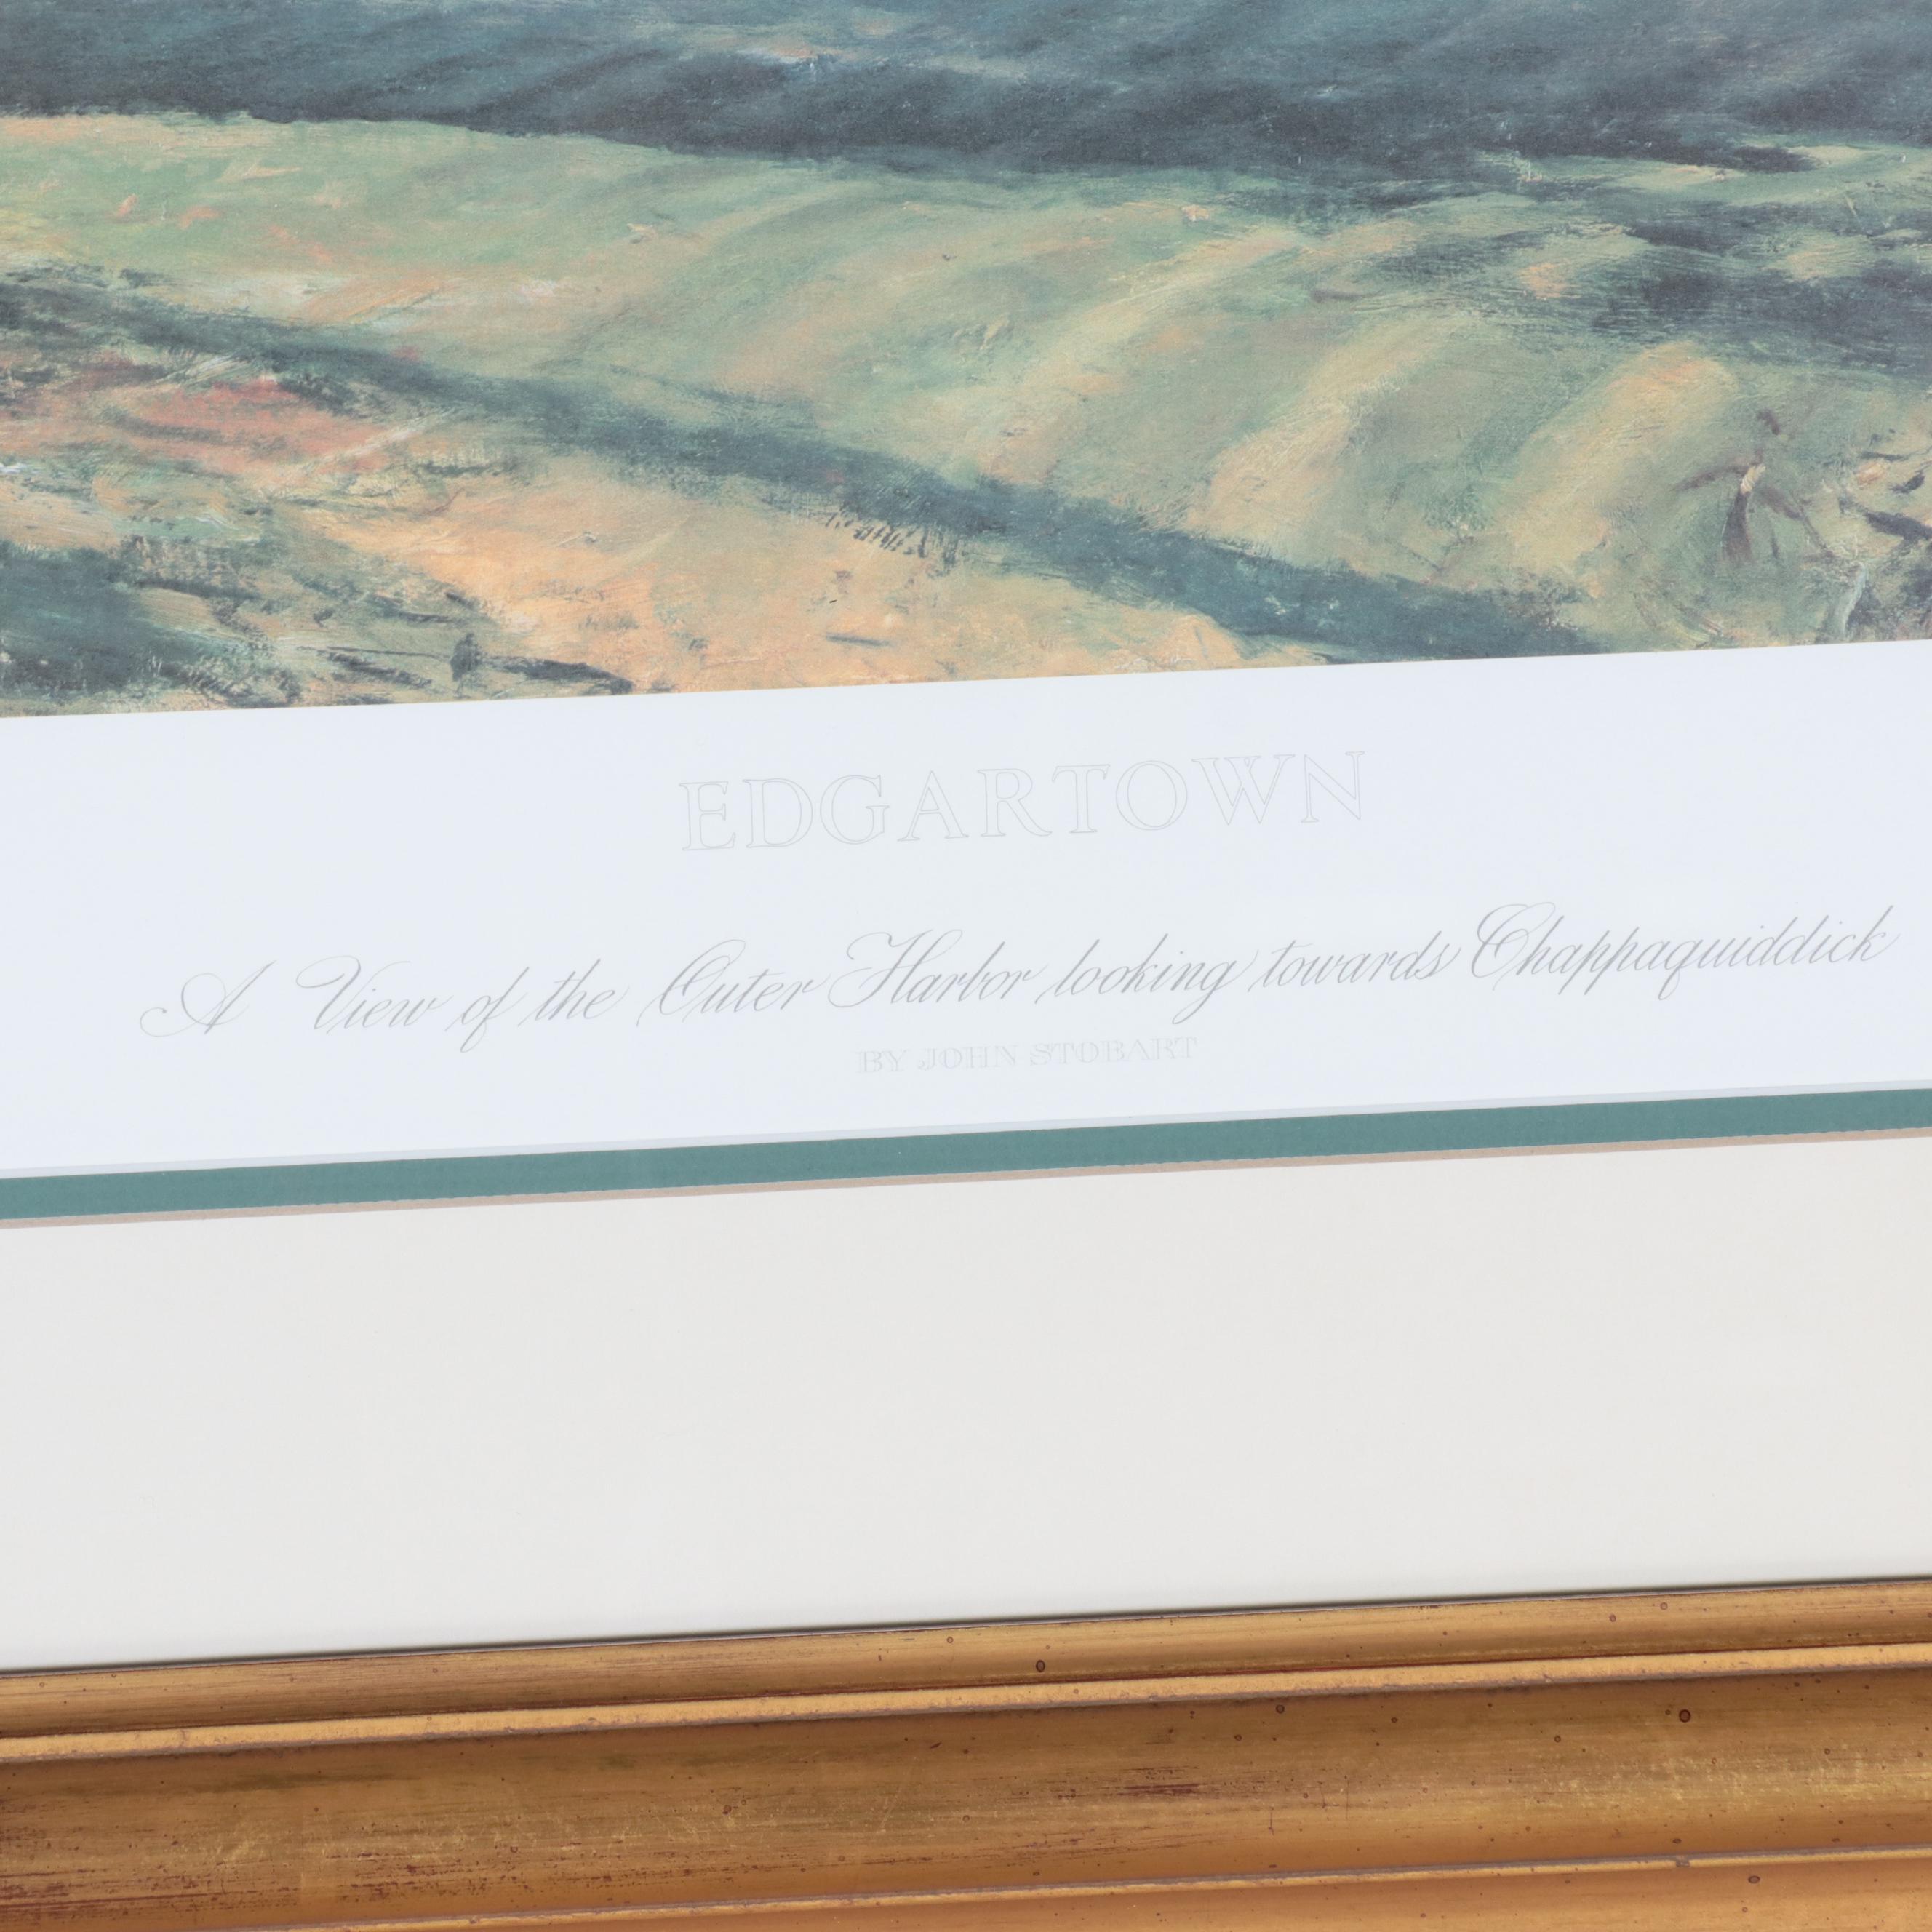 EDGARTOWN
A View of the Outer Harbor looking towards Chappaquiddick
BY JOHN STOBART